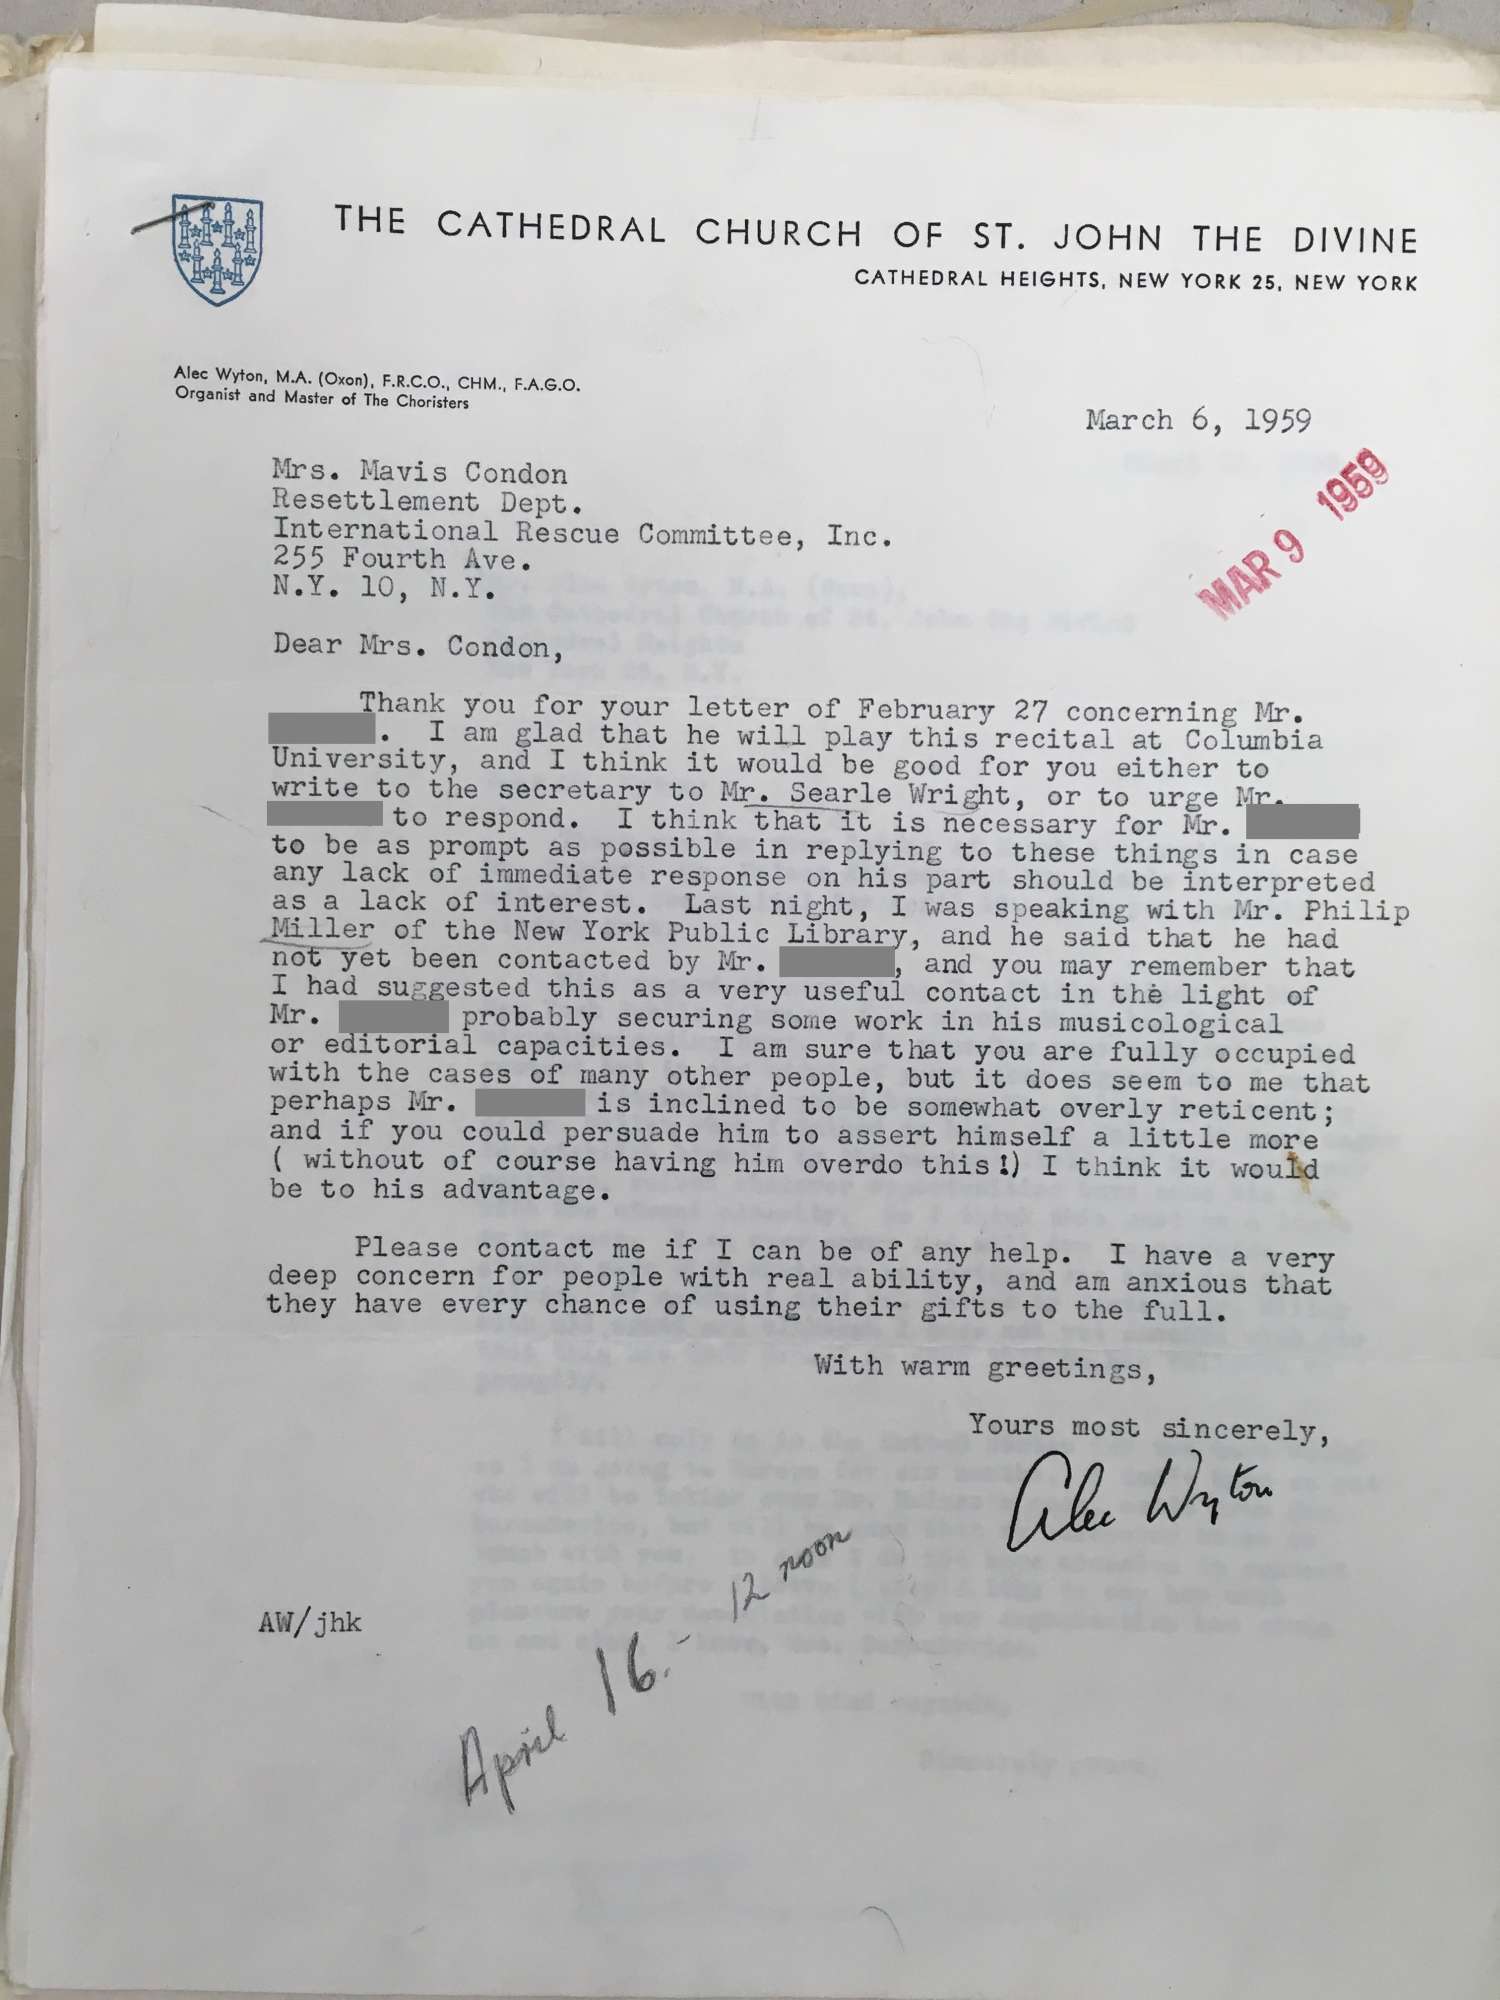 THE CATHEDRAL CHURCH OF ST. JOHN THE DIVINE
CATHEDRAL HEIGHTS, NEW YORK 25, NEW YORK
Alec Wyton, M.A. (Oxon), F.R.C.O., CHM., F.A.G.O.
Organist and Master of The Choristers
March 6, 1959
MAR 9 1959
Mrs. Mavis Condon
Resettlement Dept.
International Rescue Committee, Inc.
255 Fourth Ave.
N.Y. 10, N.Y.
Dear Mrs. Condon,
Thank you for your letter of February 27 concerning Mr.
. I am glad that he will play this recital at Columbia
University, and I think it would be good for you either to
write to the secretary to Mr. Searle Wright, or to urge Mr.
to respond. I think that it is necessary for Mr.
to be as prompt as possible in replying to these things in case
any lack of immediate response on his part should be interpreted
as a lack of interest. Last night, I was speaking with Mr. Philip
Miller of the New York Public Library, and he said that he had
not yet been contacted by Mr. , and you may remember that
I had suggested this as a very useful contact in the light of
Mr. probably securing some work in his musicological
or editorial capacities. I am sure that you are fully occupied
with the cases of many other people, but it does seem to me that
perhaps Mr. is inclined to be somewhat overly reticent;
and if you could persuade him to assert himself a little more
( without of course having him overdo this!) I think it would
be to his advantage.
Please contact me if I can be of any help. I have a very
deep concern for people with real ability, and am anxious that
they have every chance of using their gifts to the full.
With warm greetings,
Yours most sincerely,
Alec Wyton
AW/jhk
April 16. - 12 noon